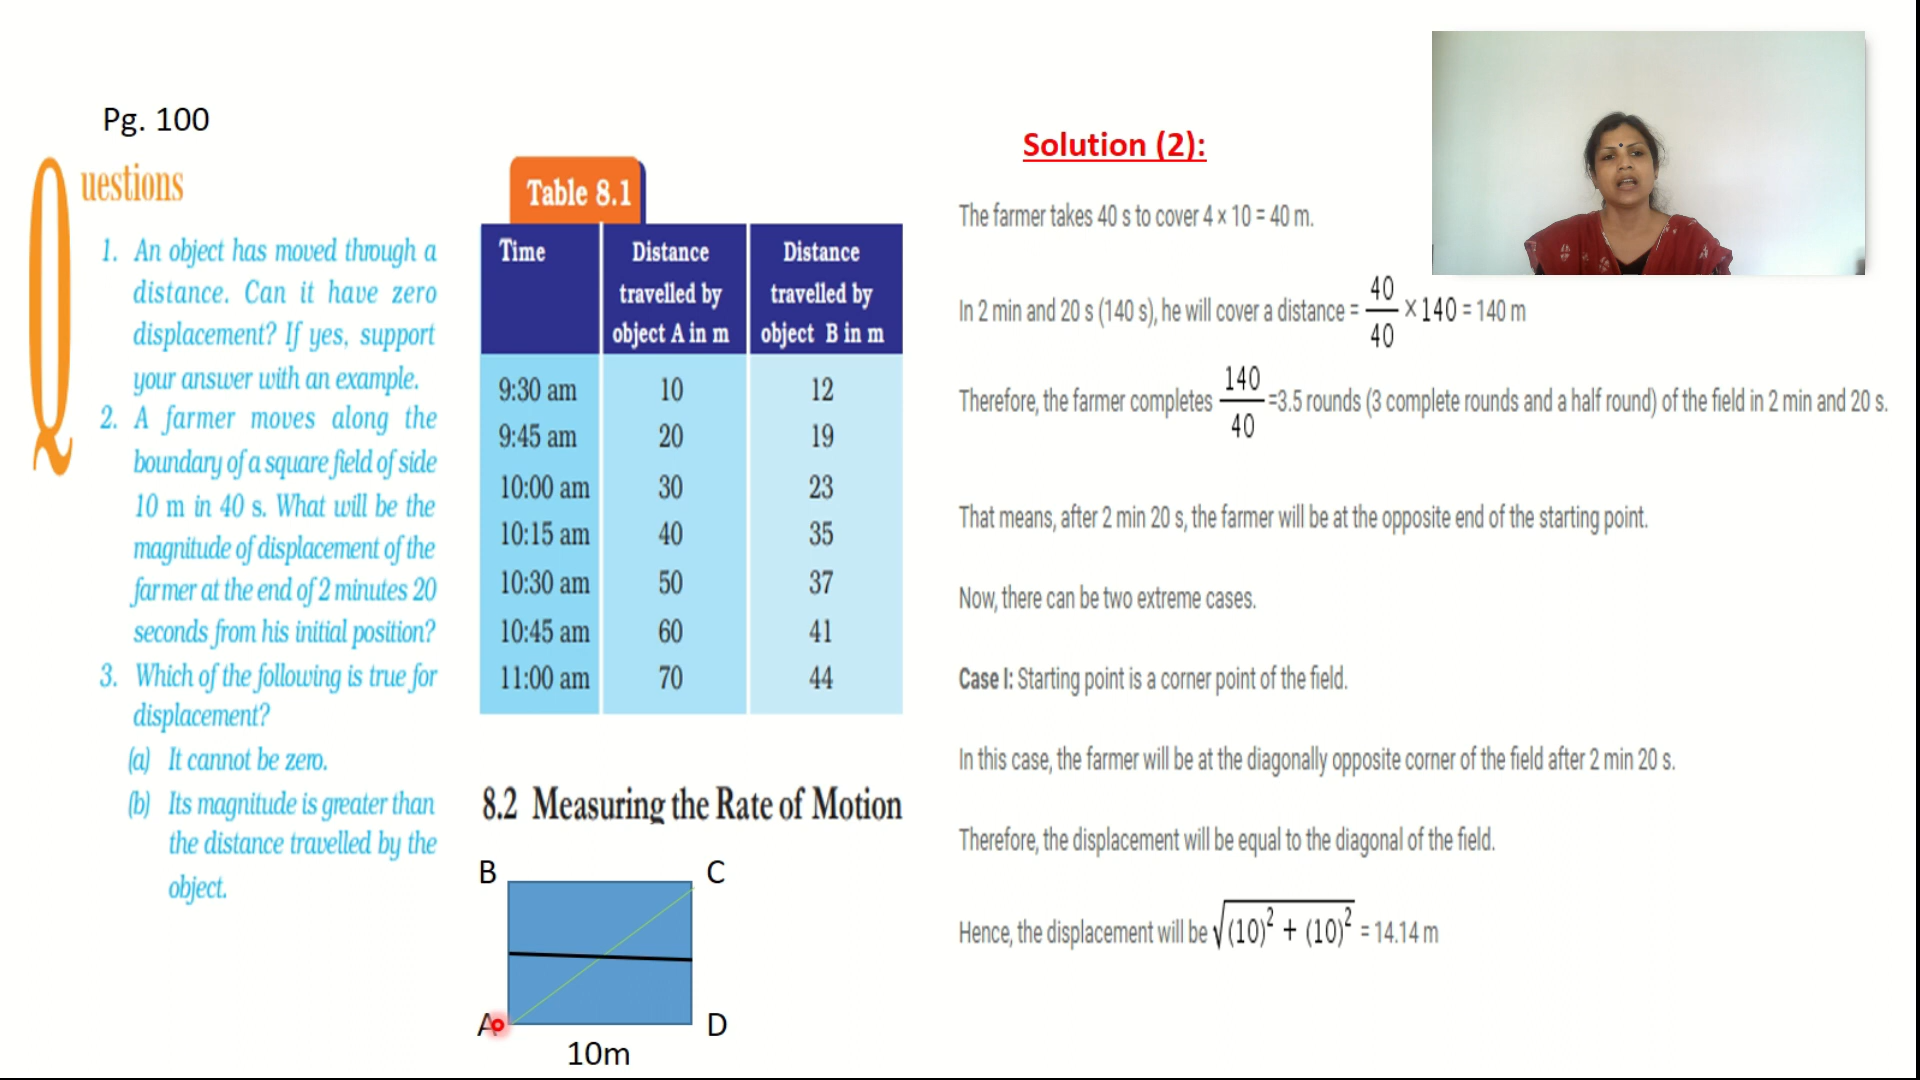 Pg. 100
Questions
1. An object has moved through a
distance. Can it have zero
displacement? If yes, support
your answer with an example.
2. A farmer moves along the
boundary of a square field of side
10 m in 40 s. What will be the
magnitude of displacement of the
farmer at the end of 2 minutes 20
seconds from his initial position?
3. Which of the following is true for
displacement?
(a) It cannot be zero.
(b) Its magnitude is greater than
the distance travelled by the
object.
Table 8.1
Time Distance travelled by object A in m Distance travelled by object B in m
9:30 am 10 12
9:45 am 20 19
10:00 am 30 23
10:15 am 40 35
10:30 am 50 37
10:45 am 60 41
11:00 am 70 44
8.2 Measuring the Rate of Motion
B C
A D
10m
Solution (2):
The farmer takes 40 s to cover 4 × 10 = 40 m.
In 2 min and 20 s (140 s), he will cover a distance = 40/40 × 140 = 140 m
Therefore, the farmer completes 140/40 =3.5 rounds (3 complete rounds and a half round) of the field in 2 min and 20 s.
That means, after 2 min 20 s, the farmer will be at the opposite end of the starting point.
Now, there can be two extreme cases.
Case I: Starting point is a corner point of the field.
In this case, the farmer will be at the diagonally opposite corner of the field after 2 min 20 s.
Therefore, the displacement will be equal to the diagonal of the field.
Hence, the displacement will be √(10)² + (10)² = 14.14 m